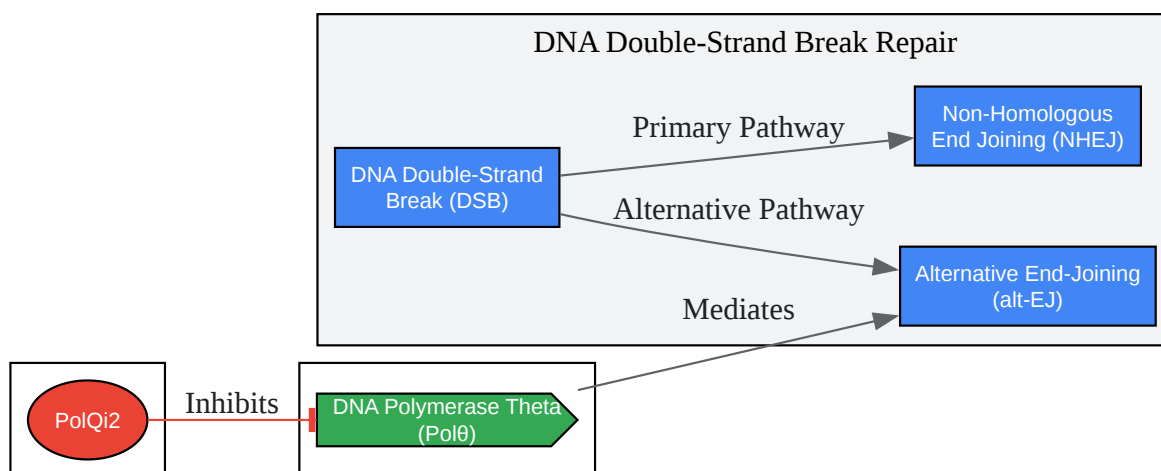 DNA Double-Strand Break Repair
Primary Pathway
Non-Homologous
End Joining (NHEJ)
DNA Double-Strand
Break (DSB)
Alternative Pathway
Alternative End-Joining
(alt-EJ)
Mediates
PolQi2
Inhibits
DNA Polymerase Theta
(Polθ)